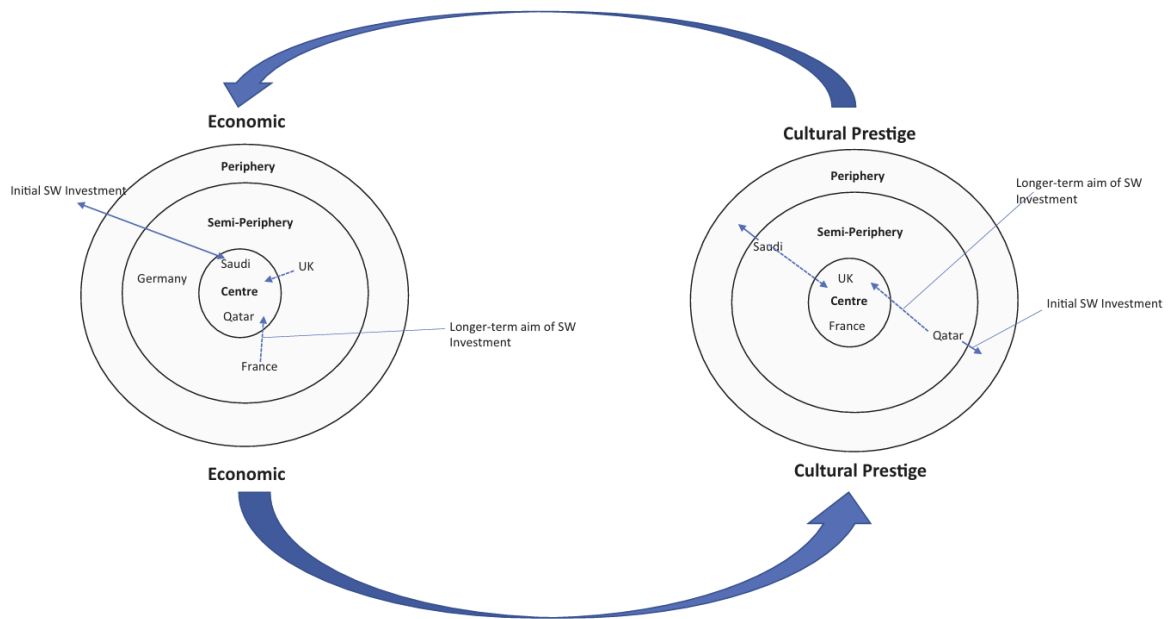 Economic
Periphery
Initial SW Investment
Semi-Periphery
Saudi
UK
Germany
Centre
Qatar
Longer-term aim of SW
Investment
France
Economic
Cultural Prestige
Periphery
Longer-term aim of SW
Investment
Semi-Periphery
Saudi
UK
Centre
Initial SW Investment
France
Qatar
Cultural Prestige